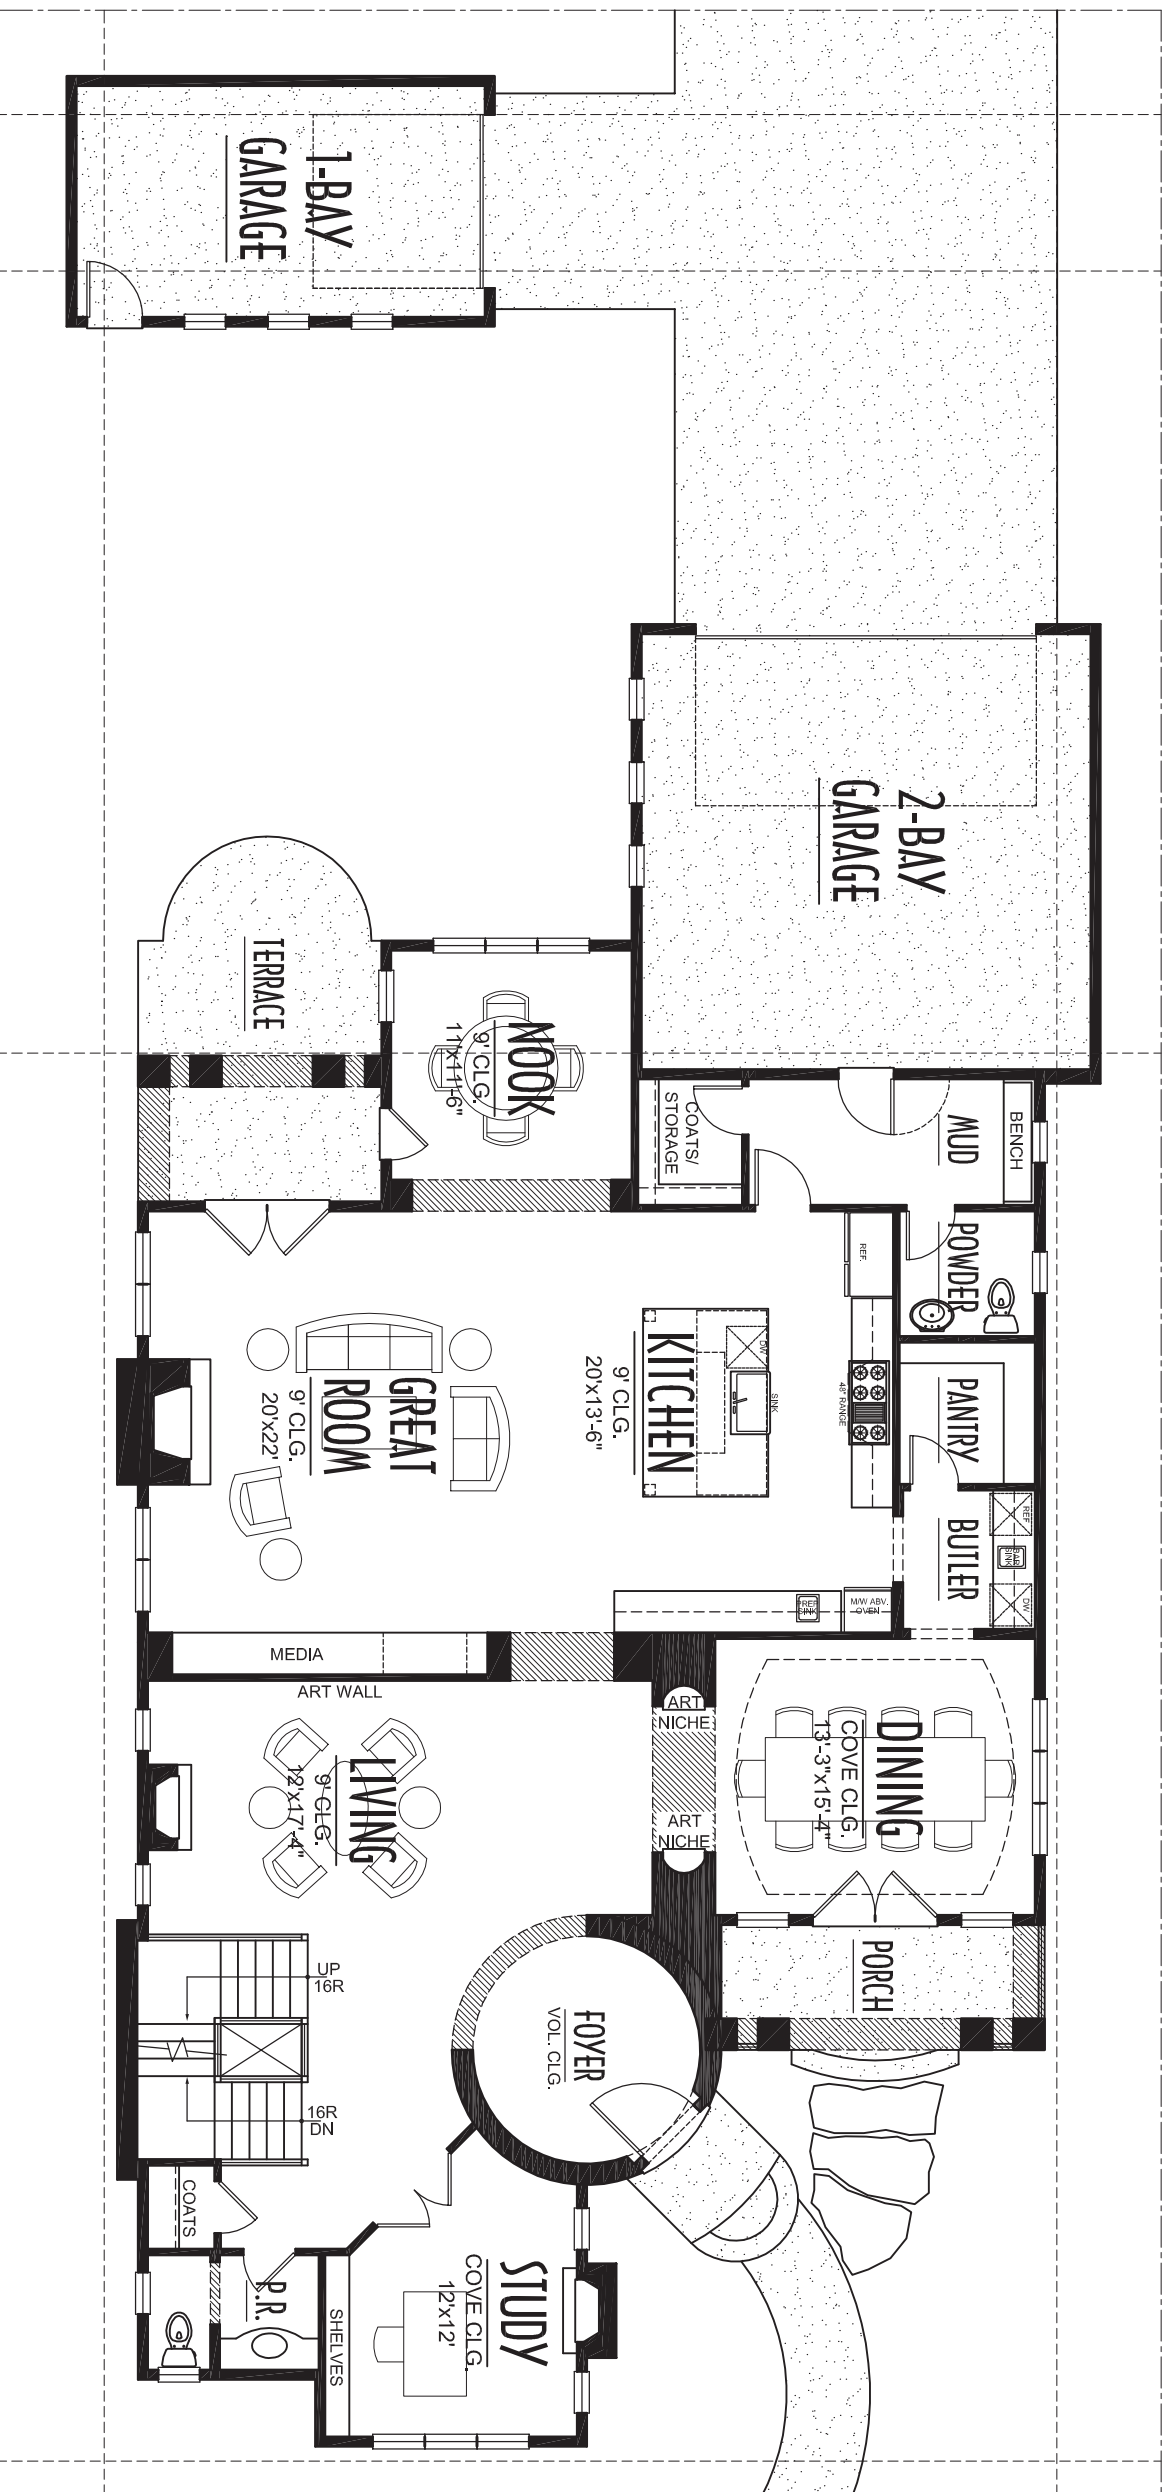 1-BAY
GARAGE
2-BAY
GARAGE
TERRACE
NOOK
9' CLG.
11'x11'-6"
COATS/
STORAGE
MUD
BENCH
POWDER
REF.
KITCHEN
9' CLG.
20'x13'-6"
DW
SINK
48" RANGE
PANTRY
GREAT
ROOM
9' CLG.
20'x22'
BUTLER
REF
BAR
SINK
DW
PREP
SINK
M/W ABV.
OVEN
MEDIA
ART WALL
ART
NICHE
ART
NICHE
DINING
COVE CLG.
13'-3"x15'-4"
LIVING
9' CLG.
12'x17'-4"
PORCH
FOYER
VOL. CLG.
UP
16R
16R
DN
COATS
P.R.
STUDY
COVE CLG.
12'x12'
SHELVES